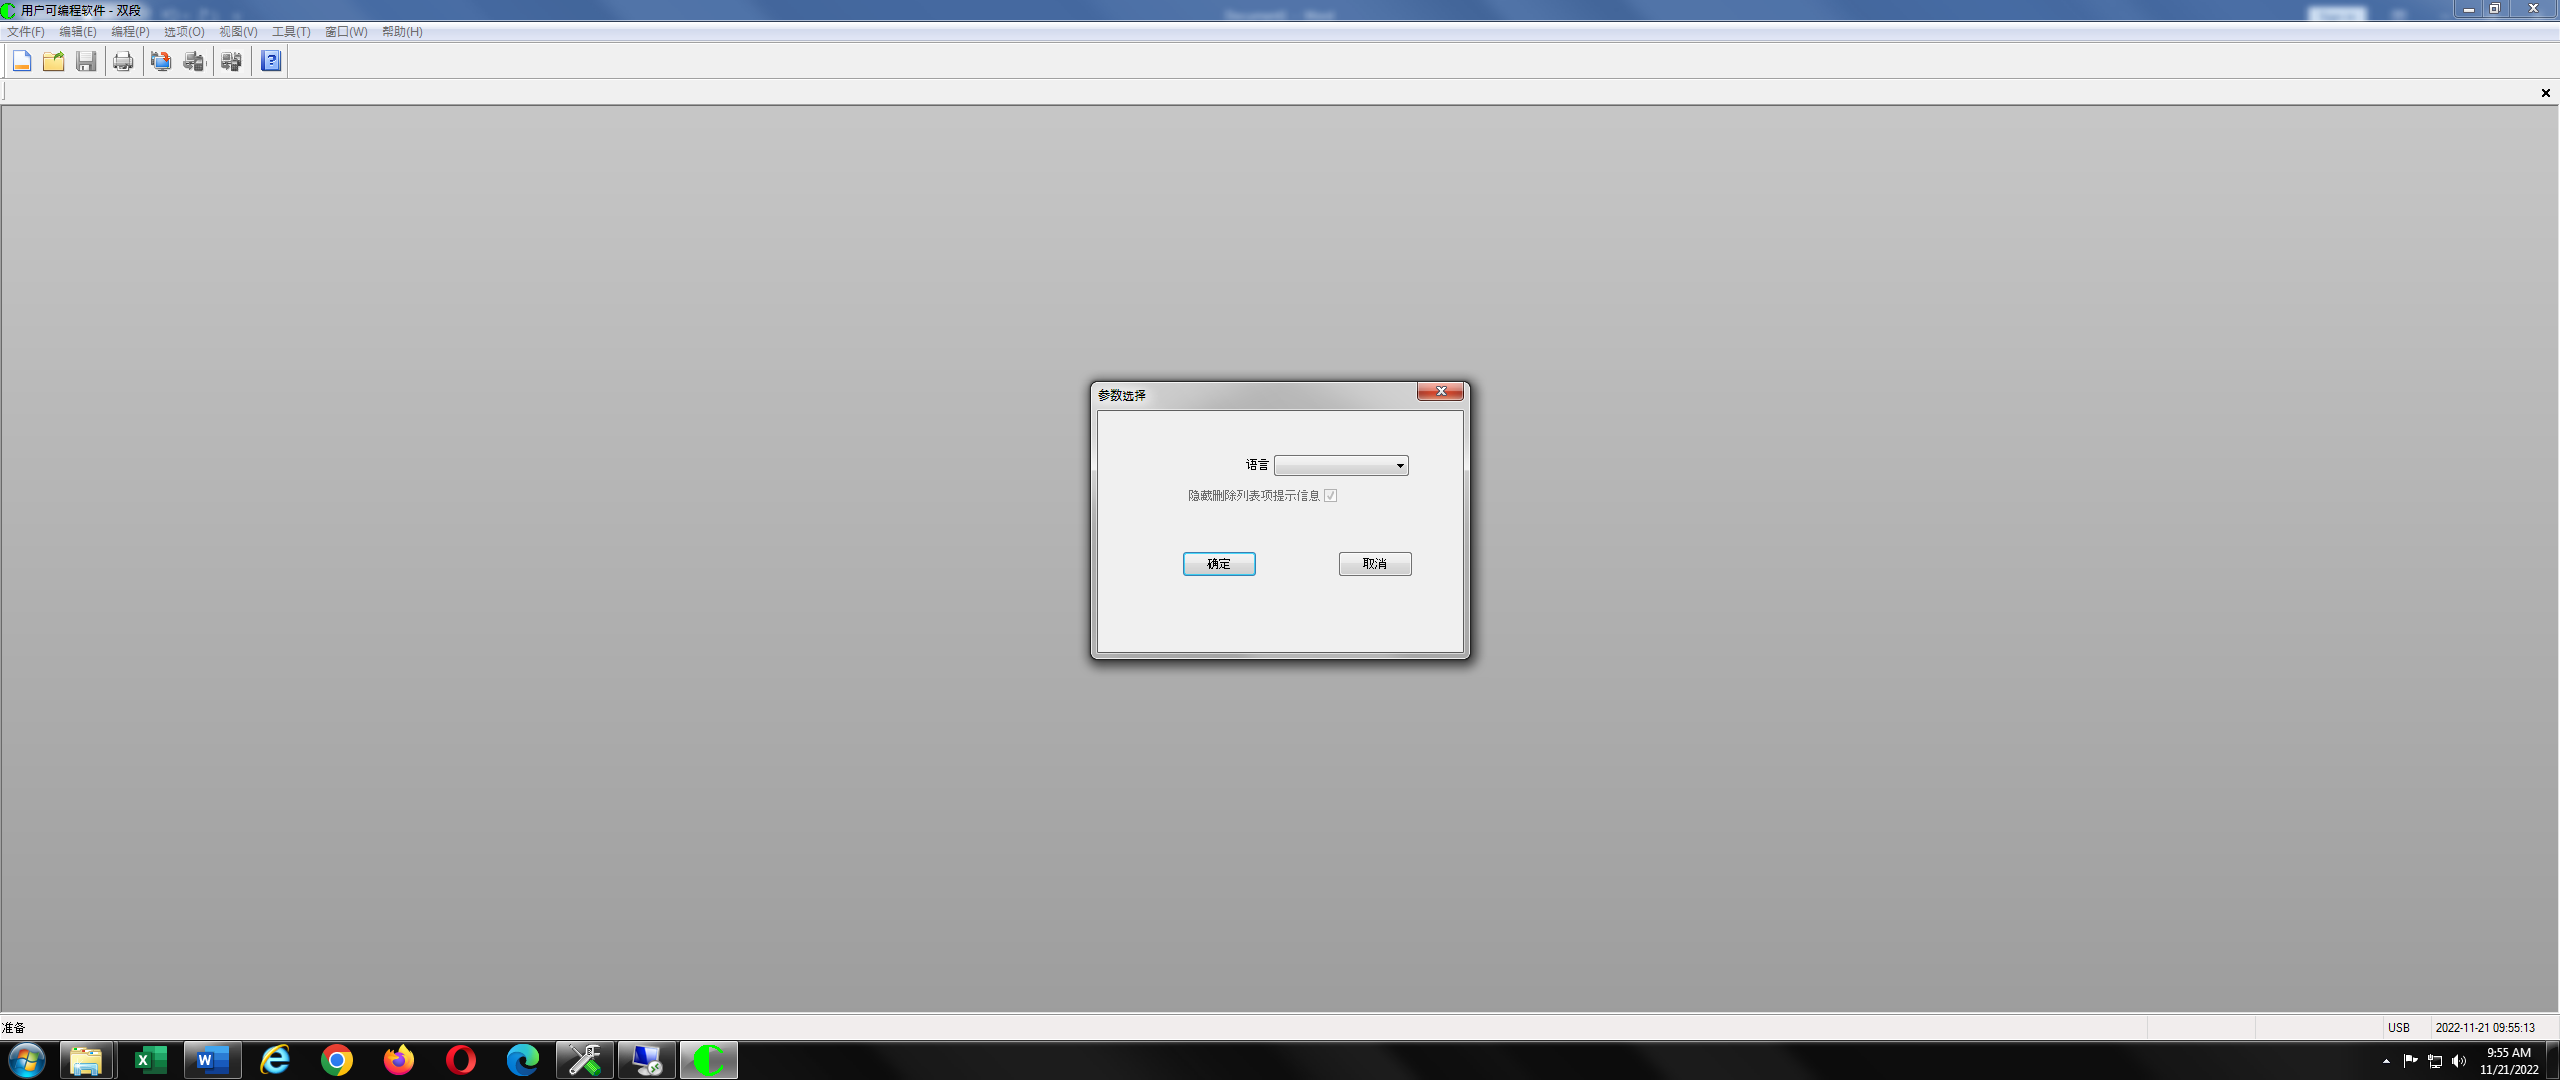 用户可编程软件 - 双段
文件(F) 编辑(E) 编程(P) 选项(O) 视图(V) 工具(T) 窗口(W) 帮助(H)
参数选择
语言
隐藏删除列表项提示信息
确定 取消
准备 USB 2022-11-21 09:55:13
9:55 AM
11/21/2022